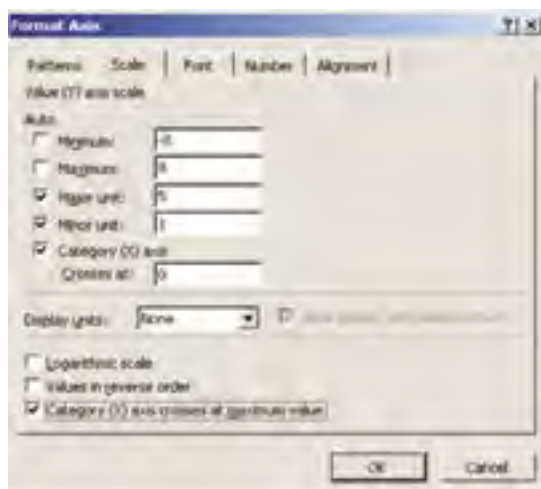 Format Axis
Patterns Scale Font Number Alignment
Value (Y) axis scale
Auto
Minimum:
Maximum:
Major unit: 5
Minor unit: 1
Category (X) axis
Crosses at: 0
Display units: None
Logarithmic scale
Values in reverse order
Category (X) axis crosses at maximum value
OK Cancel